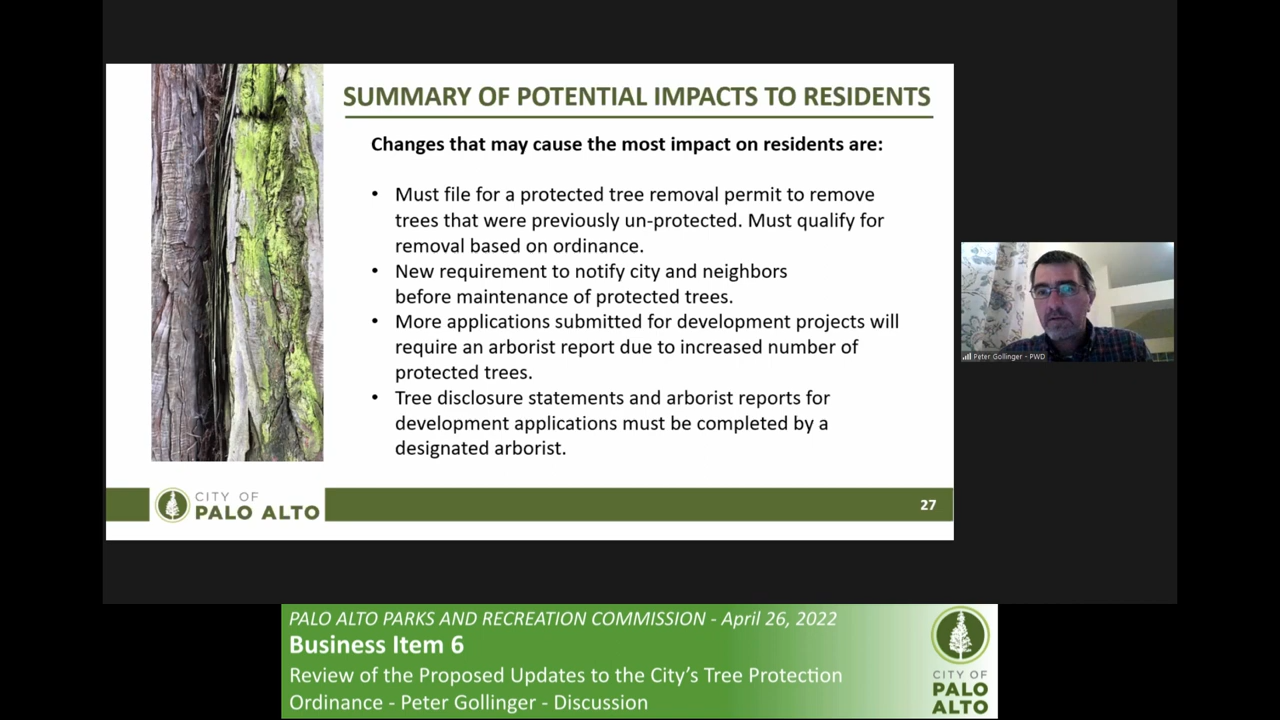 SUMMARY OF POTENTIAL IMPACTS TO RESIDENTS
Changes that may cause the most impact on residents are:
• Must file for a protected tree removal permit to remove
trees that were previously un-protected. Must qualify for
removal based on ordinance.
• New requirement to notify city and neighbors
before maintenance of protected trees.
• More applications submitted for development projects will
require an arborist report due to increased number of
protected trees.
• Tree disclosure statements and arborist reports for
development applications must be completed by a
designated arborist.
CITY OF
PALO ALTO
27
Peter Gollinger - PWD
PALO ALTO PARKS AND RECREATION COMMISSION - April 26, 2022
Business Item 6
Review of the Proposed Updates to the City's Tree Protection
Ordinance - Peter Gollinger - Discussion
CITY OF
PALO
ALTO